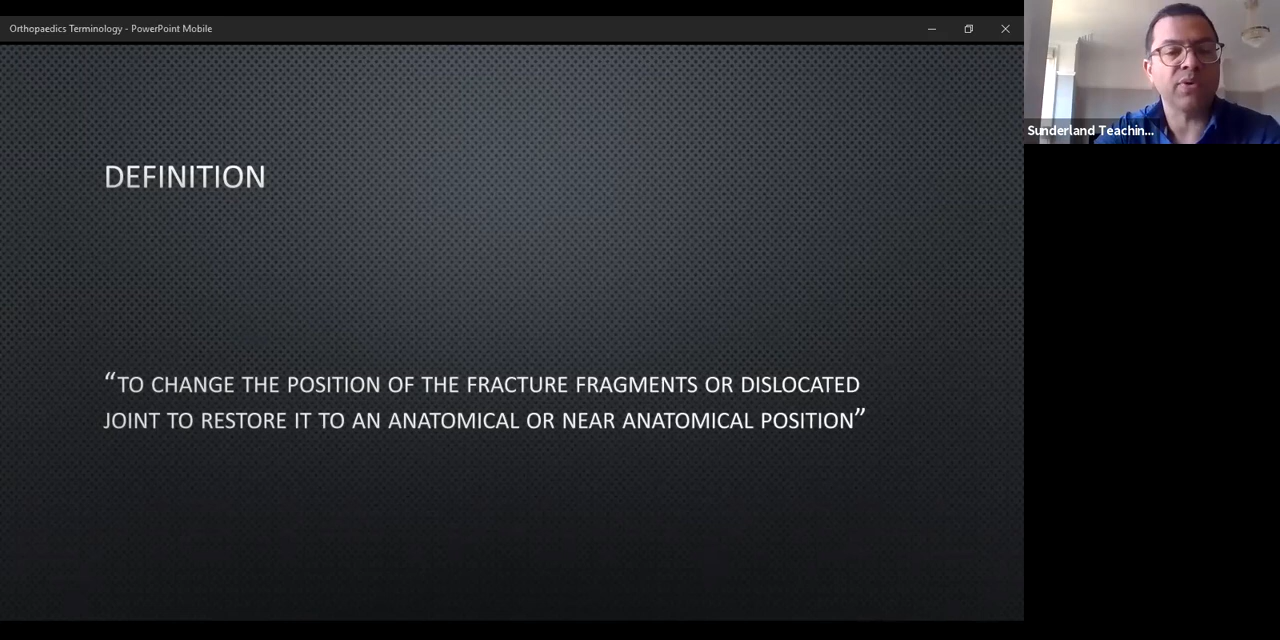 Orthopaedics Terminology - PowerPoint Mobile
Sunderland Teachin...
DEFINITION
“TO CHANGE THE POSITION OF THE FRACTURE FRAGMENTS OR DISLOCATED
JOINT TO RESTORE IT TO AN ANATOMICAL OR NEAR ANATOMICAL POSITION”